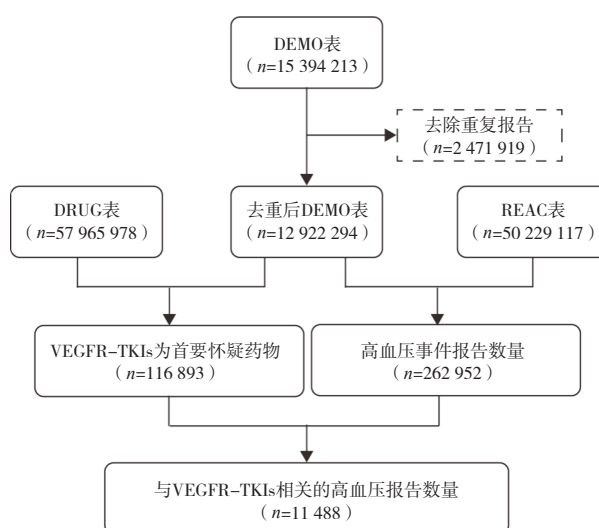 DEMO表
（n=15 394 213）
去除重复报告
（n=2 471 919）
DRUG表
（n=57 965 978）
去重后DEMO表
（n=12 922 294）
REAC表
（n=50 229 117）
VEGFR-TKIs为首要怀疑药物
（n=116 893）
高血压事件报告数量
（n=262 952）
与VEGFR-TKIs相关的高血压报告数量
（n=11 488）